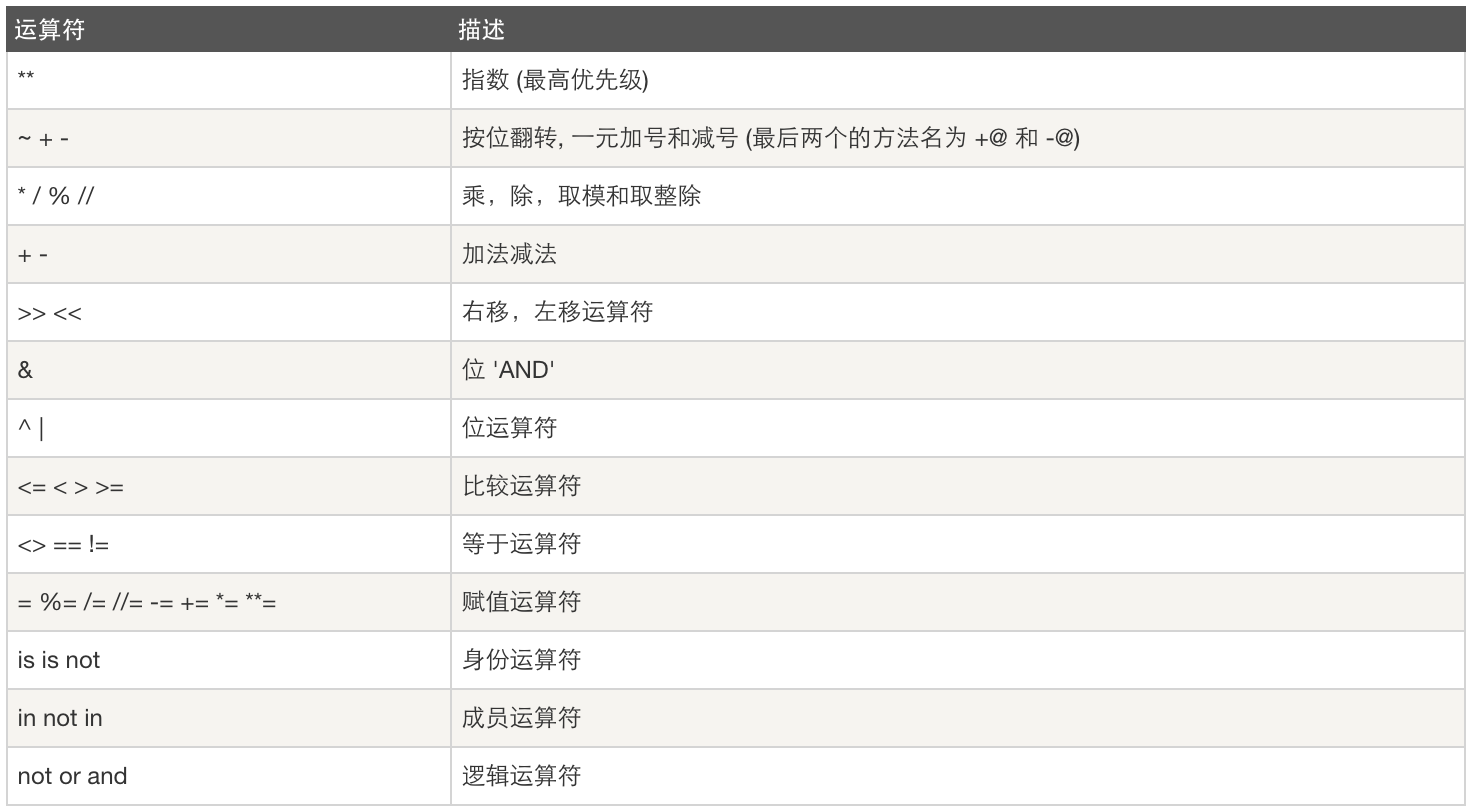 运算符 描述
** 指数 (最高优先级)
~ + - 按位翻转, 一元加号和减号 (最后两个的方法名为 +@ 和 -@)
* / % // 乘，除，取模和取整除
+ - 加法减法
>> << 右移，左移运算符
& 位 'AND'
^ | 位运算符
<= < > >= 比较运算符
<> == != 等于运算符
= %= /= //= -= += *= **= 赋值运算符
is is not 身份运算符
in not in 成员运算符
not or and 逻辑运算符